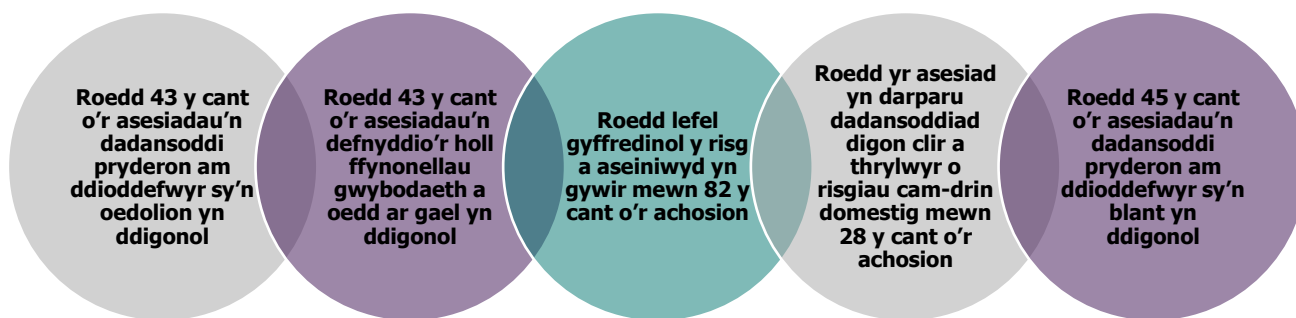 Roedd 43 y cant
o'r asesiadau'n
dadansoddi
pryderon am
ddioddefwyr sy'n
oedolion yn
ddigonol
Roedd 43 y cant
o'r asesiadau'n
defnyddio'r holl
ffynonellau
gwybodaeth a
oedd ar gael yn
ddigonol
Roedd lefel
gyffredinol y risg
a aseiniwyd yn
gywir mewn 82 y
cant o'r achosion
Roedd yr asesiad
yn darparu
dadansoddiad
digon clir a
thrylwyr o
risgiau cam-drin
domestig mewn
28 y cant o'r
achosion
Roedd 45 y cant
o'r asesiadau'n
dadansoddi
pryderon am
ddioddefwyr sy'n
blant yn
ddigonol